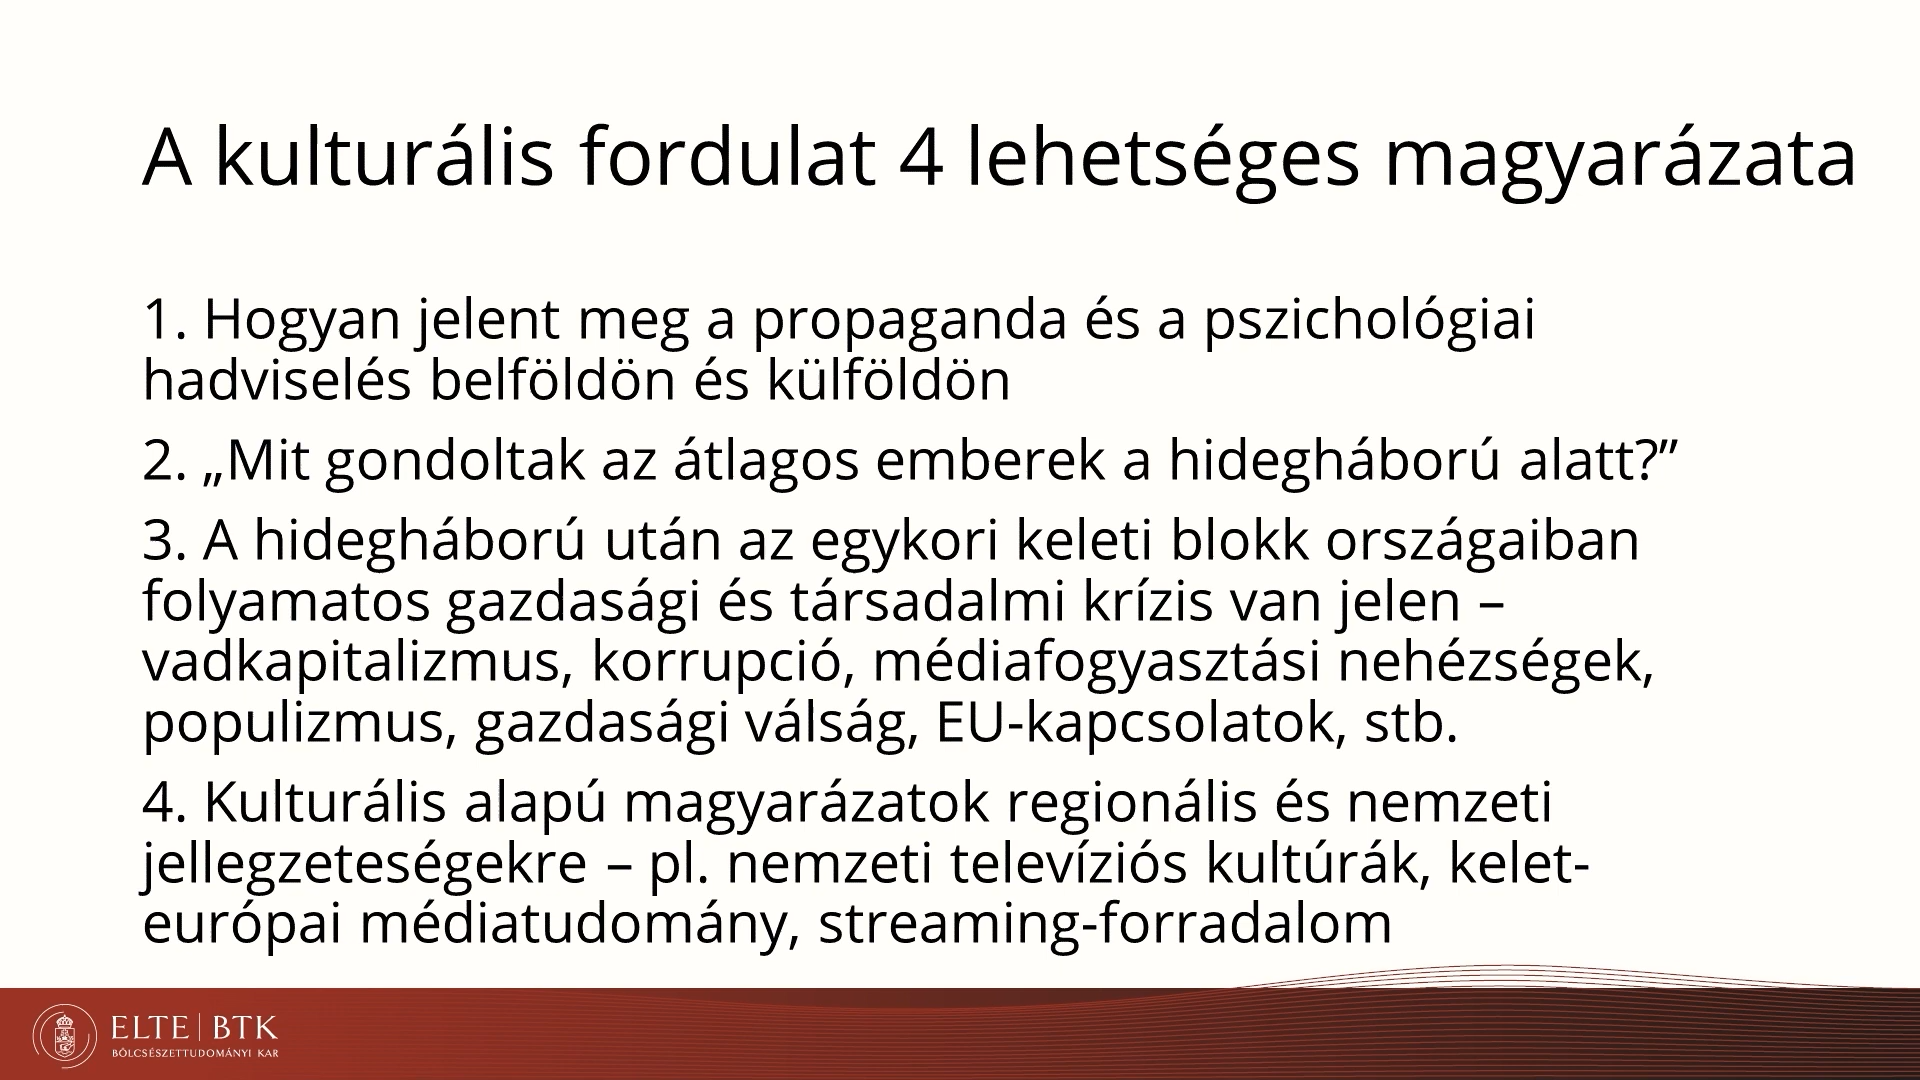 A kulturális fordulat 4 lehetséges magyarázata
1. Hogyan jelent meg a propaganda és a pszichológiai
hadviselés belföldön és külföldön
2. „Mit gondoltak az átlagos emberek a hidegháború alatt?”
3. A hidegháború után az egykori keleti blokk országaiban
folyamatos gazdasági és társadalmi krízis van jelen –
vadkapitalizmus, korrupció, médiafogyasztási nehézségek,
populizmus, gazdasági válság, EU-kapcsolatok, stb.
4. Kulturális alapú magyarázatok regionális és nemzeti
jellegzeteségekre – pl. nemzeti televíziós kultúrák, kelet-
európai médiatudomány, streaming-forradalom
ELTE | BTK
BÖLCSÉSZETTUDOMÁNYI KAR